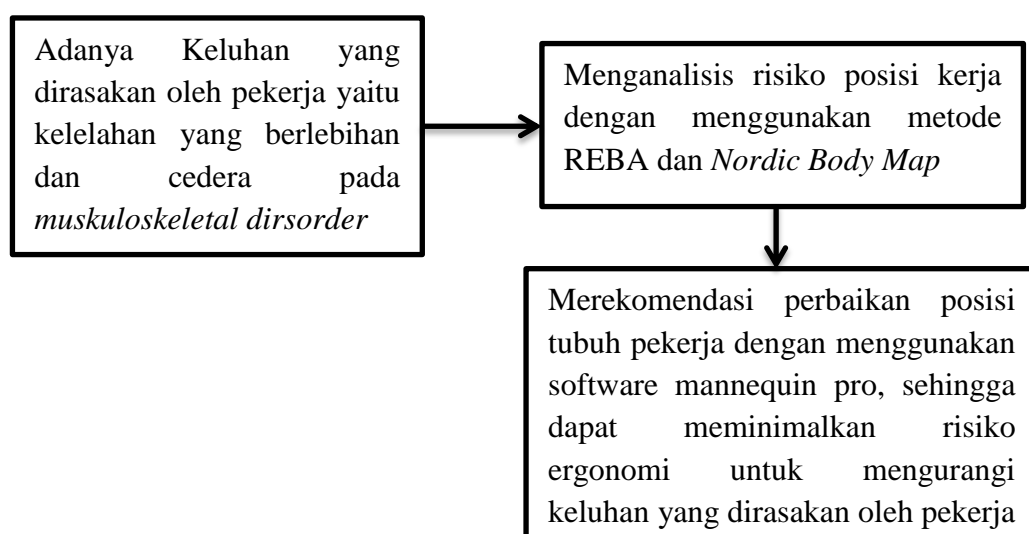 Adanya Keluhan yang
dirasakan oleh pekerja yaitu
kelelahan yang berlebihan
dan cedera pada
muskuloskeletal dirsorder
Menganalisis risiko posisi kerja
dengan menggunakan metode
REBA dan Nordic Body Map
Merekomendasi perbaikan posisi
tubuh pekerja dengan menggunakan
software mannequin pro, sehingga
dapat meminimalkan risiko
ergonomi untuk mengurangi
keluhan yang dirasakan oleh pekerja